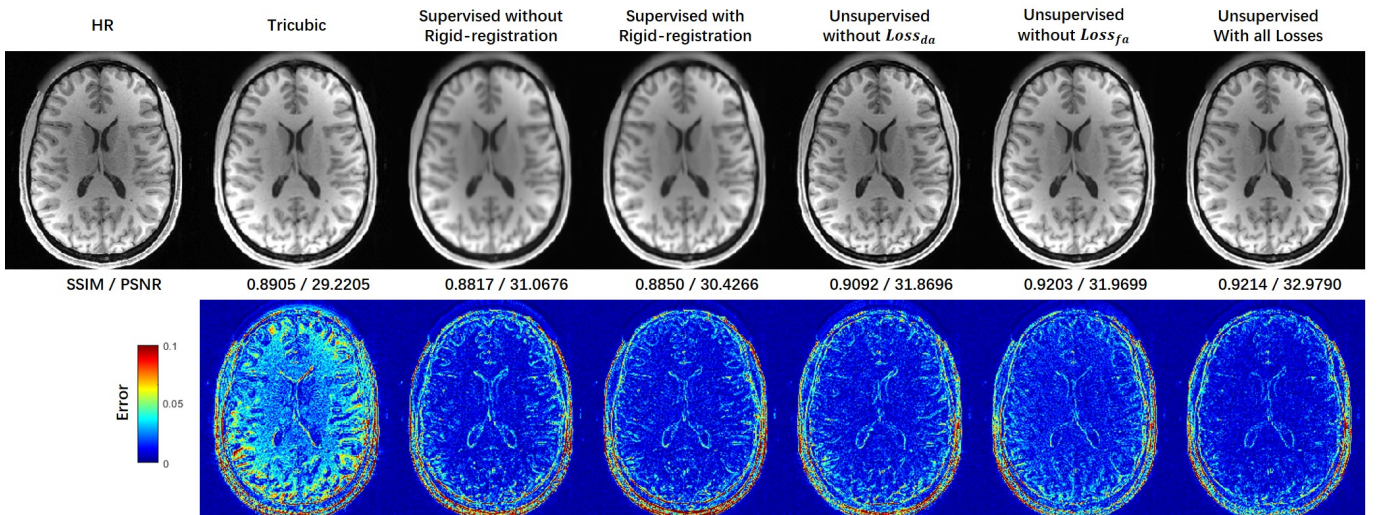 HR
Tricubic
Supervised without
Rigid-registration
Supervised with
Rigid-registration
Unsupervised
without Loss_da
Unsupervised
without Loss_fa
Unsupervised
With all Losses
SSIM / PSNR
0.8905 / 29.2205
0.8817 / 31.0676
0.8850 / 30.4266
0.9092 / 31.8696
0.9203 / 31.9699
0.9214 / 32.9790
Error
0.1
0.05
0